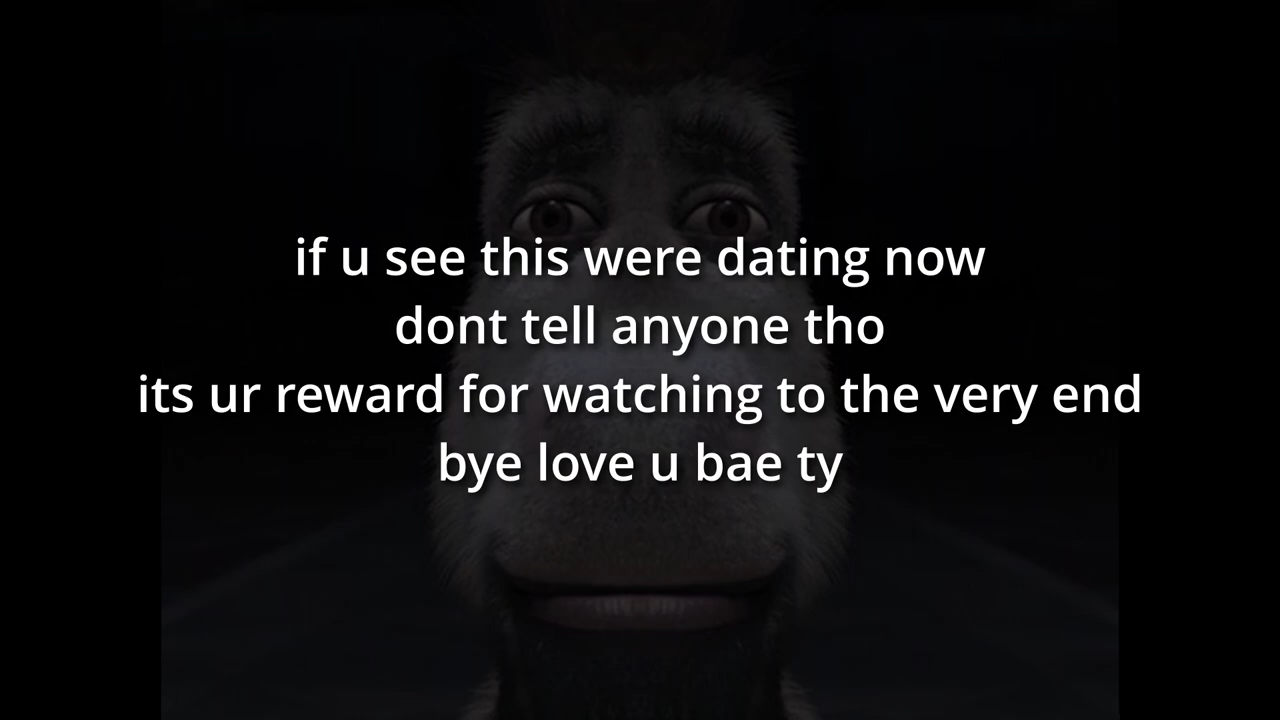 if u see this were dating now
dont tell anyone tho
its ur reward for watching to the very end
bye love u bae ty